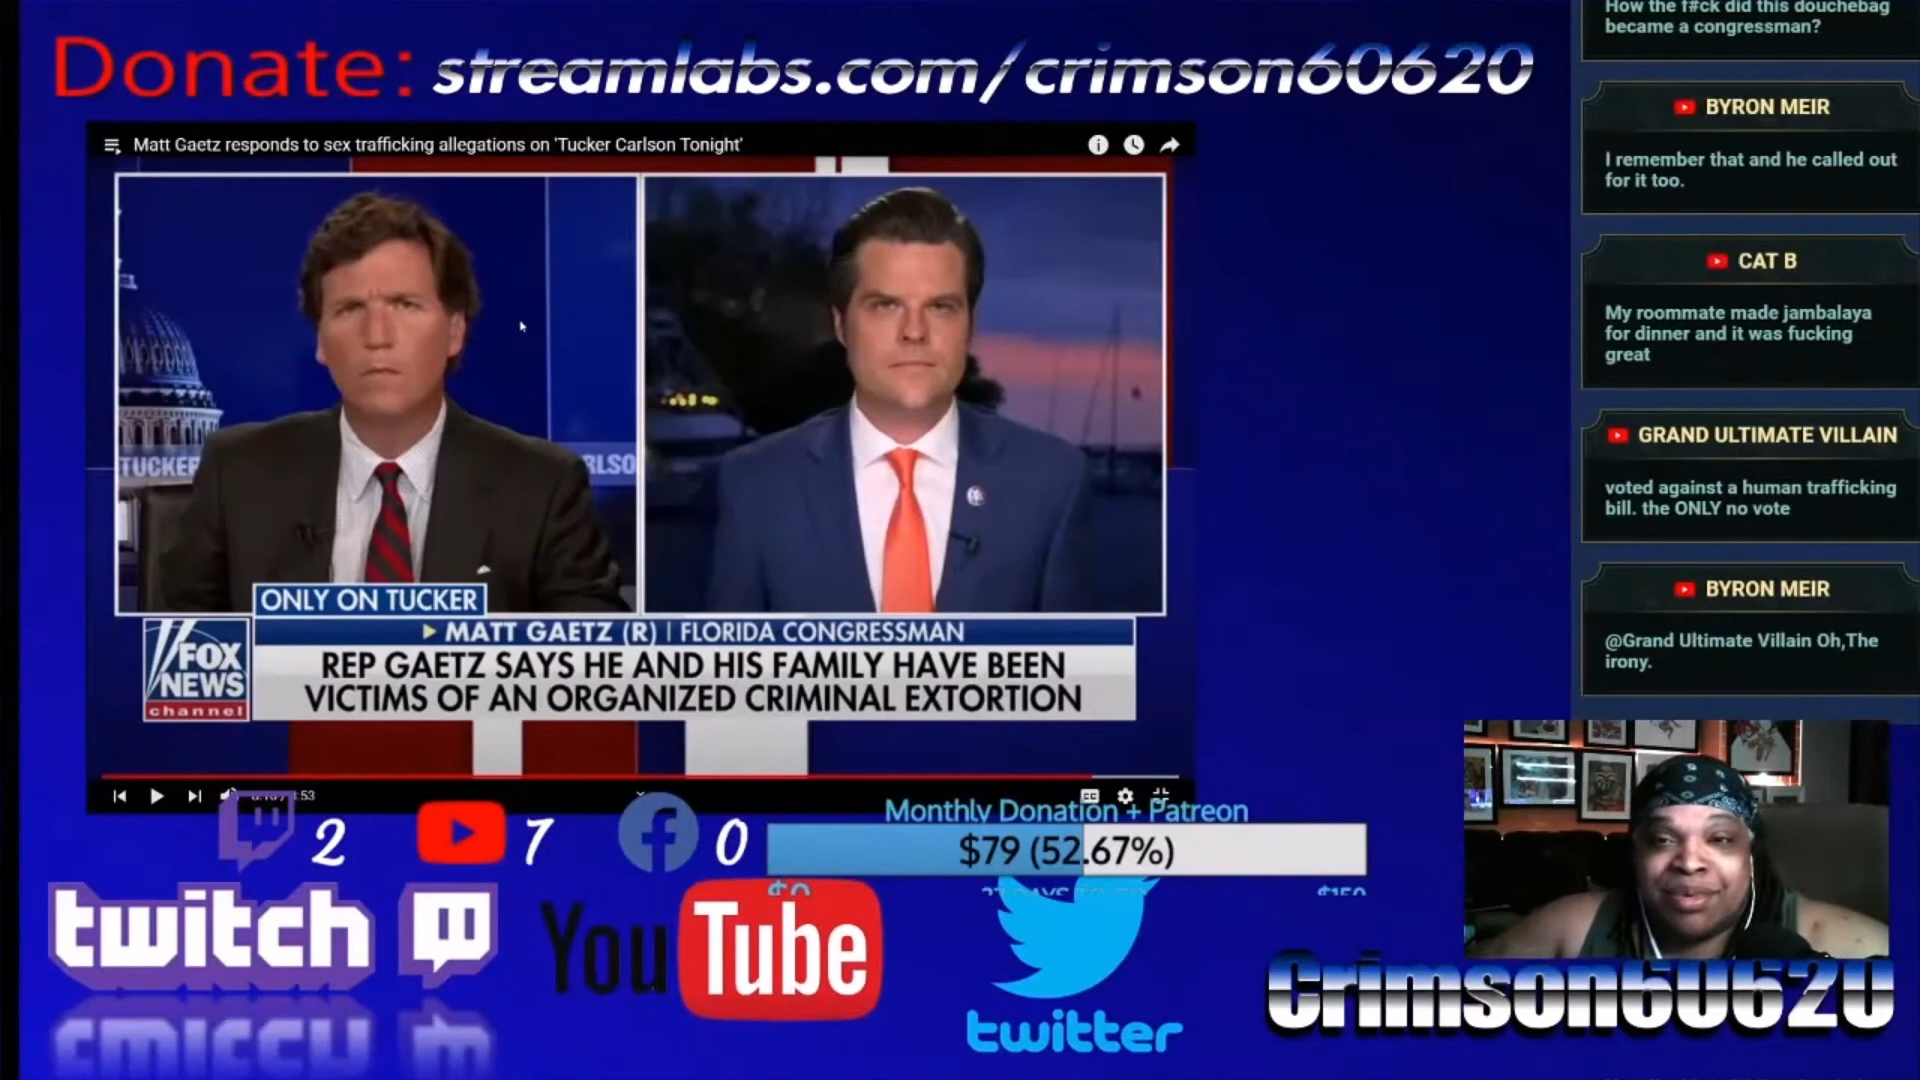 Donate: streamlabs.com/crimson60620
Matt Gaetz responds to sex trafficking allegations on 'Tucker Carlson Tonight'
TUCKER
RLSO
ONLY ON TUCKER
MATT GAETZ (R) | FLORIDA CONGRESSMAN
FOX
NEWS
channel
REP GAETZ SAYS HE AND HIS FAMILY HAVE BEEN
VICTIMS OF AN ORGANIZED CRIMINAL EXTORTION
How the f#ck did this douchebag
became a congressman?
BYRON MEIR
I remember that and he called out
for it too.
CAT B
My roommate made jambalaya
for dinner and it was fucking
great
GRAND ULTIMATE VILLAIN
voted against a human trafficking
bill. the ONLY no vote
BYRON MEIR
@Grand Ultimate Villain Oh,The
irony.
CC
2
7
0
Monthly Donation + Patreon
$79 (52.67%)
$0
$150
twitch
YouTube
twitter
Crimson60620